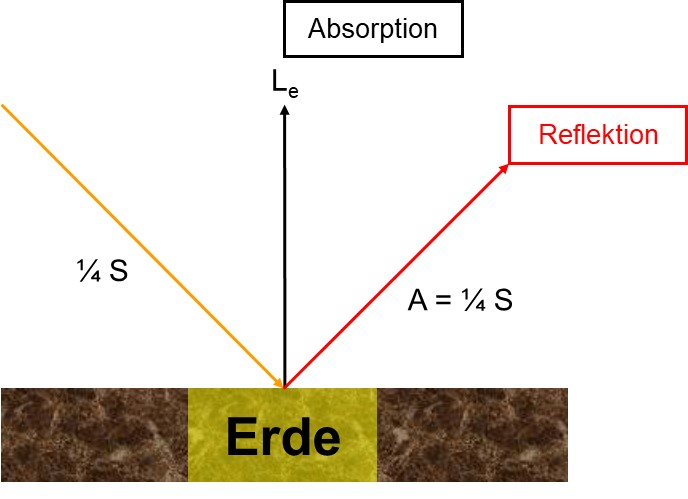 Absorption
Lₑ
Reflektion
¼ S
A = ¼ S
Erde